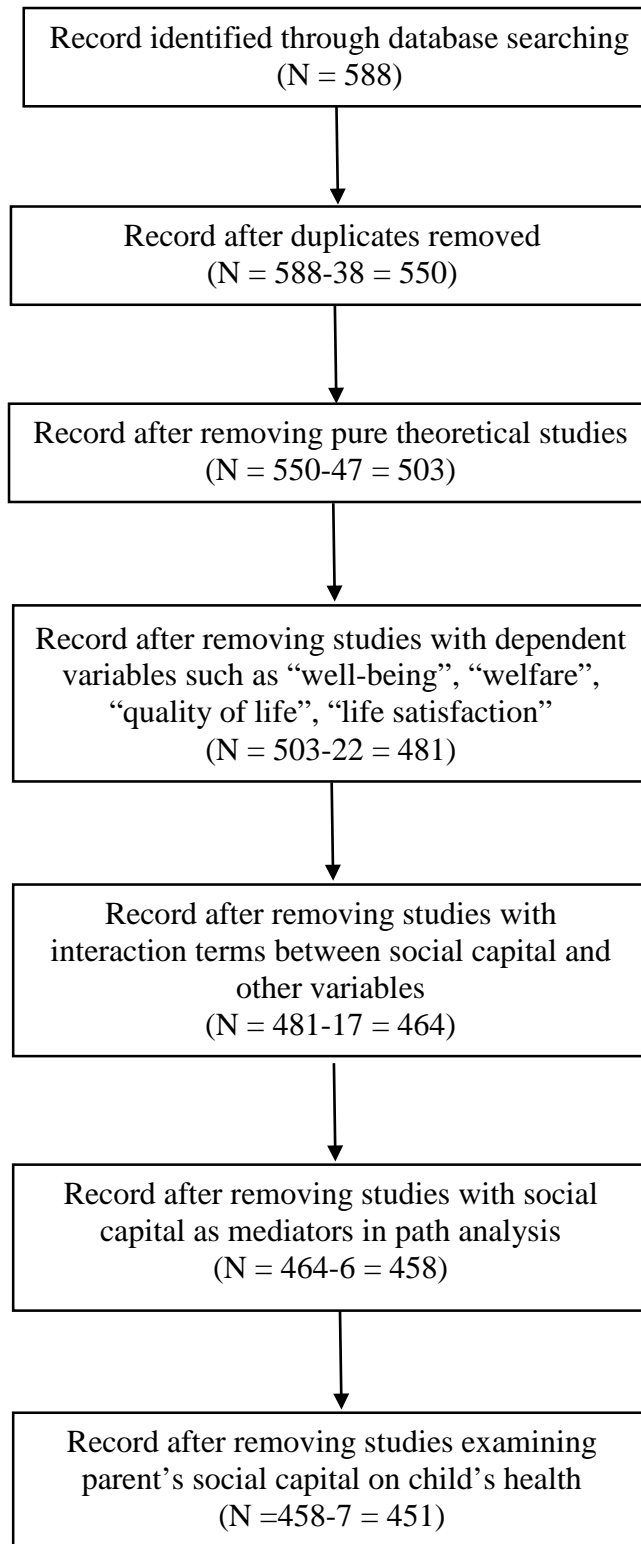 Record identified through database searching
(N = 588)
Record after duplicates removed
(N = 588-38 = 550)
Record after removing pure theoretical studies
(N = 550-47 = 503)
Record after removing studies with dependent
variables such as “well-being”, “welfare”,
“quality of life”, “life satisfaction”
(N = 503-22 = 481)
Record after removing studies with
interaction terms between social capital and
other variables
(N = 481-17 = 464)
Record after removing studies with social
capital as mediators in path analysis
(N = 464-6 = 458)
Record after removing studies examining
parent’s social capital on child’s health
(N =458-7 = 451)